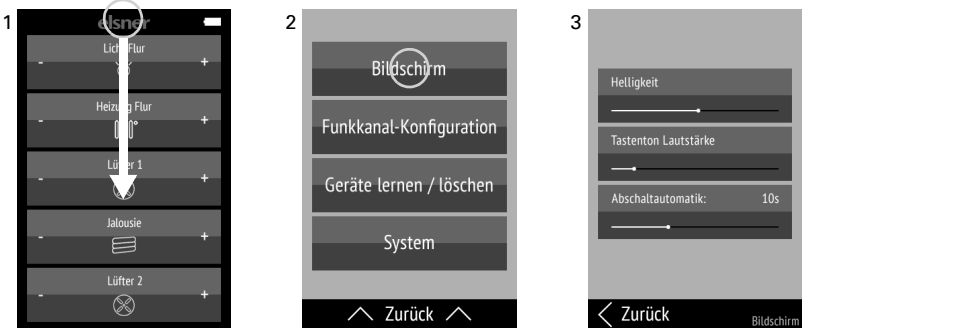 1
elsner
Licht Flur
- +
Heizung Flur
- +
Lüfter 1
- +
Jalousie
- +
Lüfter 2
- +
2
Bildschirm
Funkkanal-Konfiguration
Geräte lernen / löschen
System
Zurück
3
Helligkeit
Tastenton Lautstärke
Abschaltautomatik: 10s
Zurück
Bildschirm